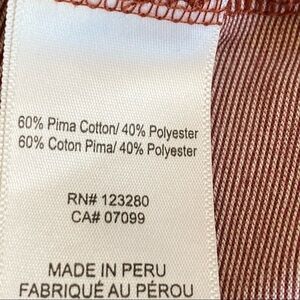 60% Pima Cotton/ 40% Polyester
60% Coton Pima/ 40% Polyester
RN# 123280
CA# 07099
MADE IN PERU
FABRIQUÉ AU PÉROU